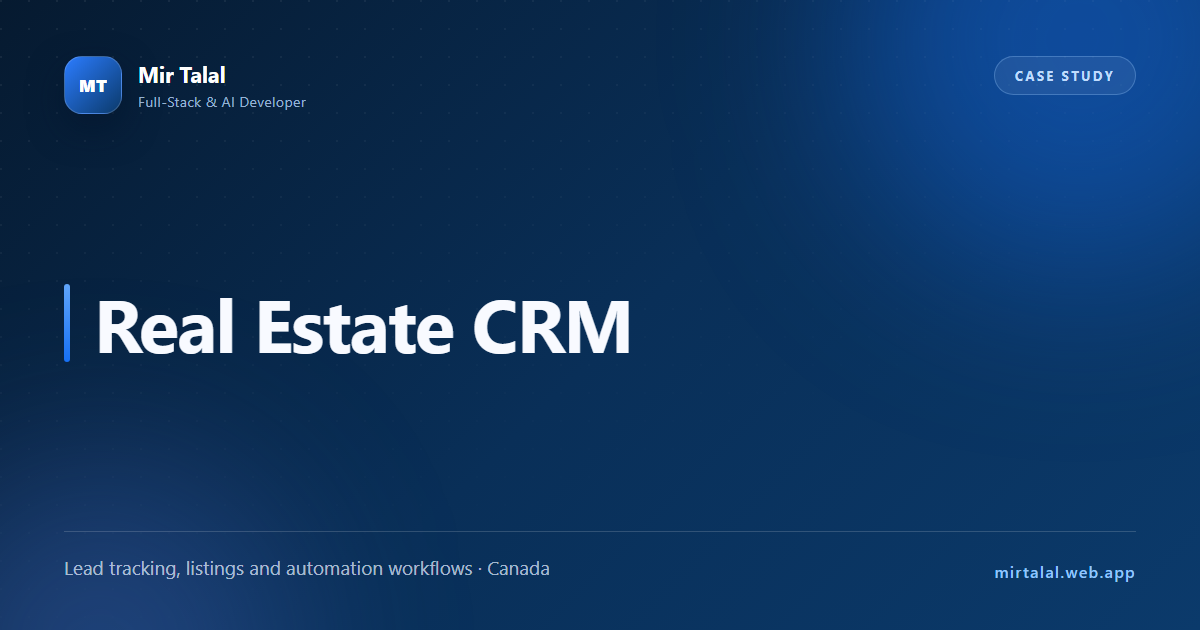 MT
Mir Talal
Full-Stack & AI Developer
CASE STUDY
Real Estate CRM
Lead tracking, listings and automation workflows · Canada
mirtalal.web.app